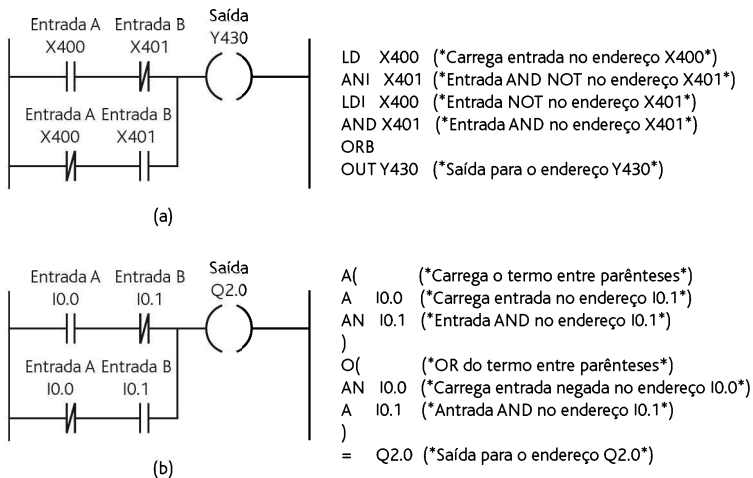 Entrada A Entrada B Saída
X400 X401 Y430
Entrada A Entrada B
X400 X401
(a)
LD X400 (*Carrega entrada no endereço X400*)
ANI X401 (*Entrada AND NOT no endereço X401*)
LDI X400 (*Entrada NOT no endereço X401*)
AND X401 (*Entrada AND no endereço X401*)
ORB
OUT Y430 (*Saída para o endereço Y430*)
Entrada A Entrada B Saída
I0.0 I0.1 Q2.0
Entrada A Entrada B
I0.0 I0.1
(b)
A( (*Carrega o termo entre parênteses*)
A I0.0 (*Carrega entrada no endereço I0.1*)
AN I0.1 (*Entrada AND no endereço I0.1*)
)
O( (*OR do termo entre parênteses*)
AN I0.0 (*Carrega entrada negada no endereço I0.0*)
A I0.1 (*Antrada AND no endereço I0.1*)
)
= Q2.0 (*Saída para o endereço Q2.0*)